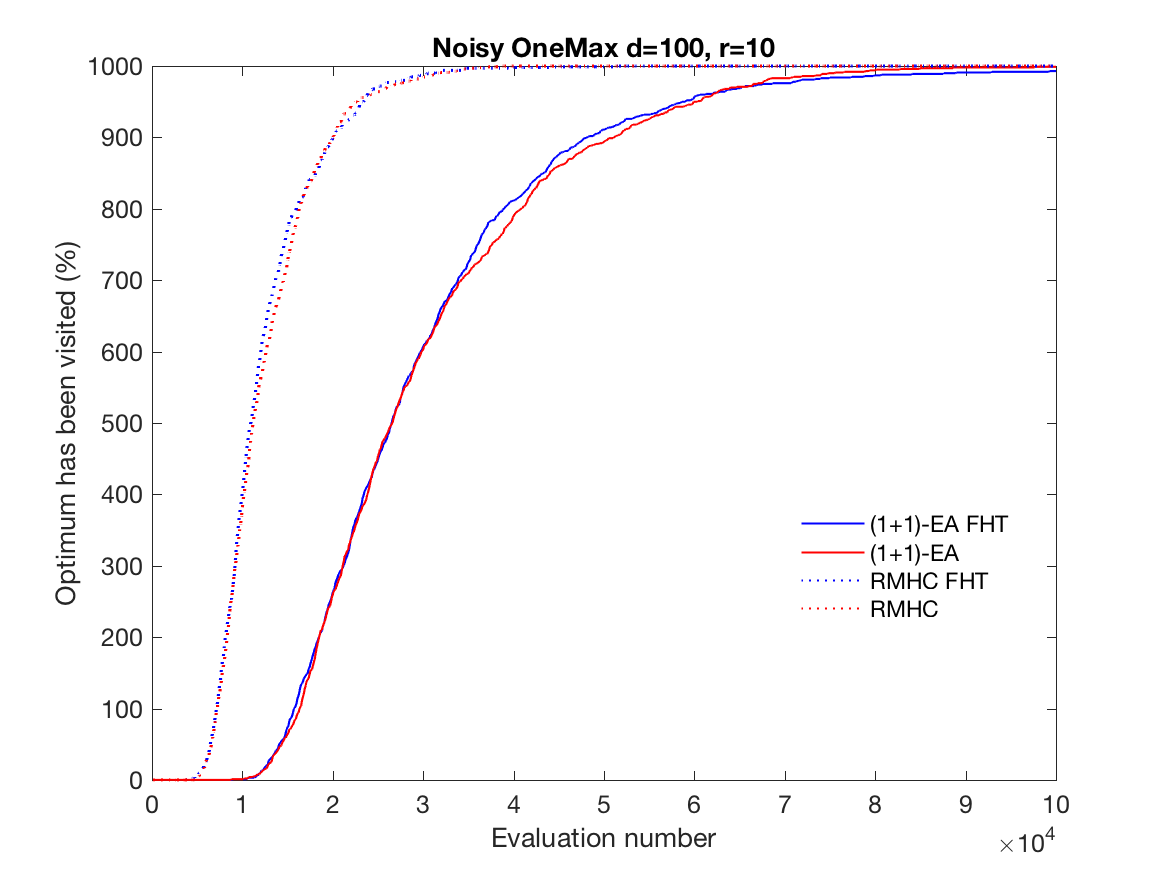 Noisy OneMax d=100, r=10
Optimum has been visited (%)
1000
900
800
700
600
500
400
300
200
100
0
(1+1)-EA FHT
(1+1)-EA
RMHC FHT
RMHC
0 1 2 3 4 5 6 7 8 9 10
Evaluation number
×10⁴